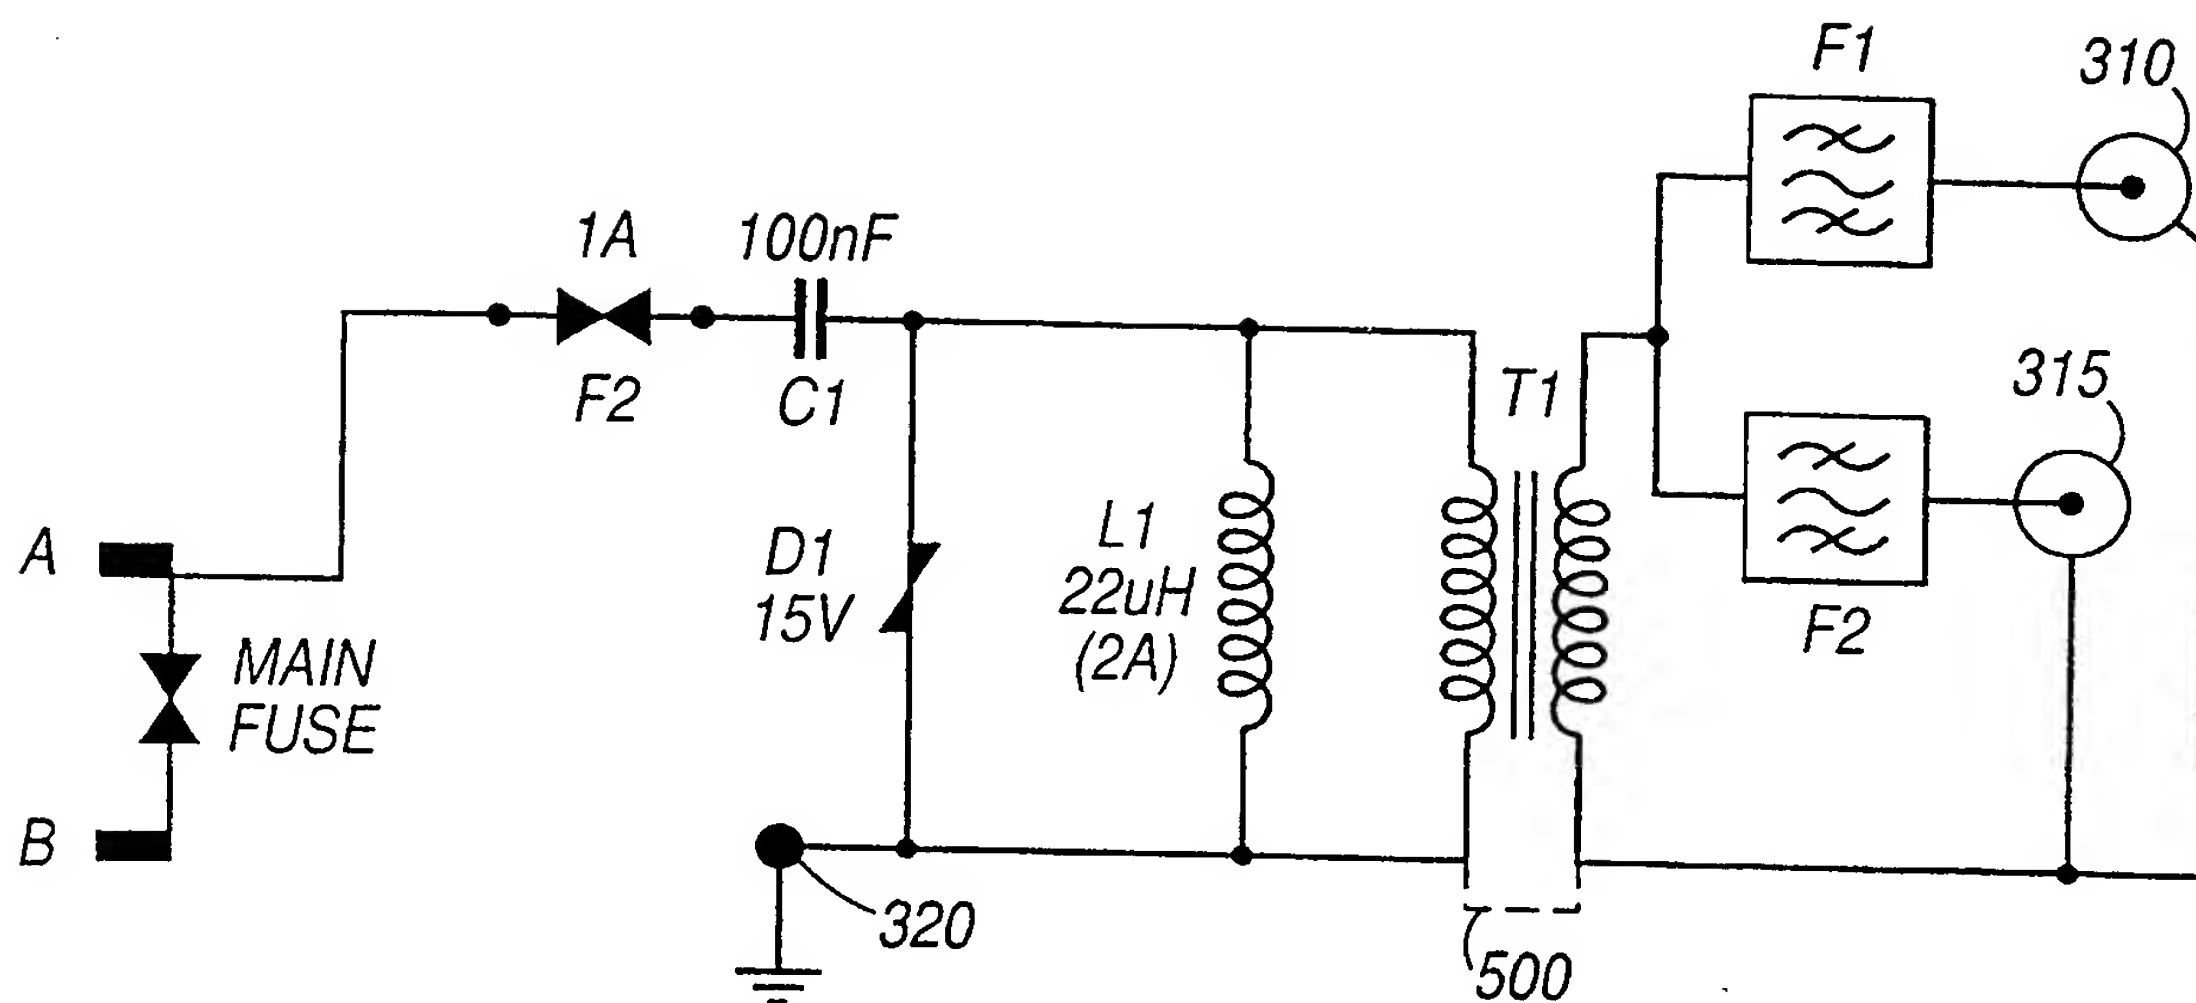 F1
310
1A
100nF
F2
C1
T1
315
A
MAIN
FUSE
B
D1
15V
L1
22uH
(2A)
F2
320
500